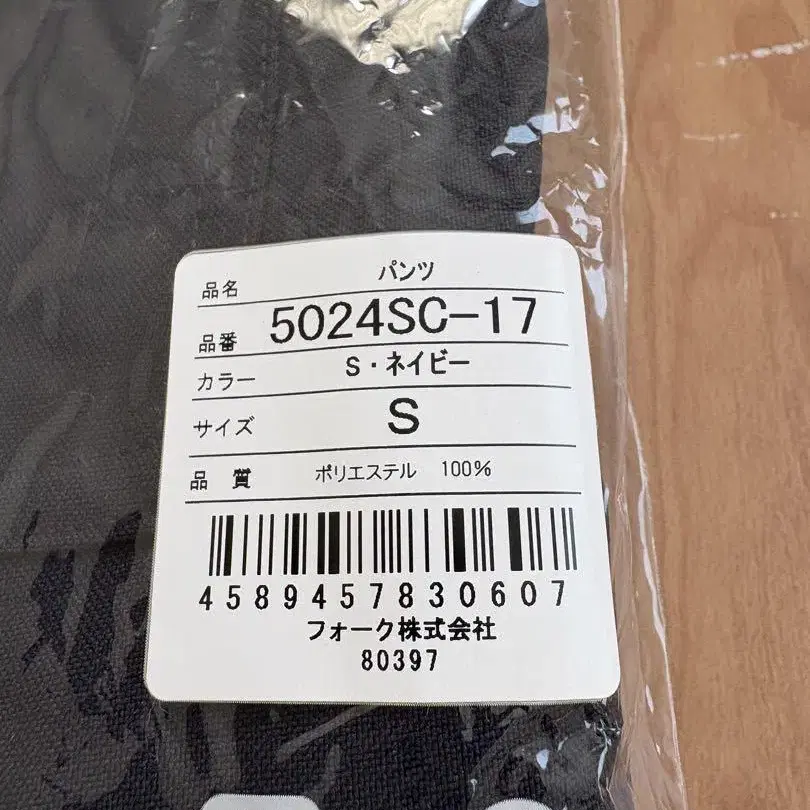 品名 パンツ
品番 5024SC-17
カラー S・ネイビー
サイズ S
品 質 ポリエステル 100%
4589457830607
フォーク株式会社
80397